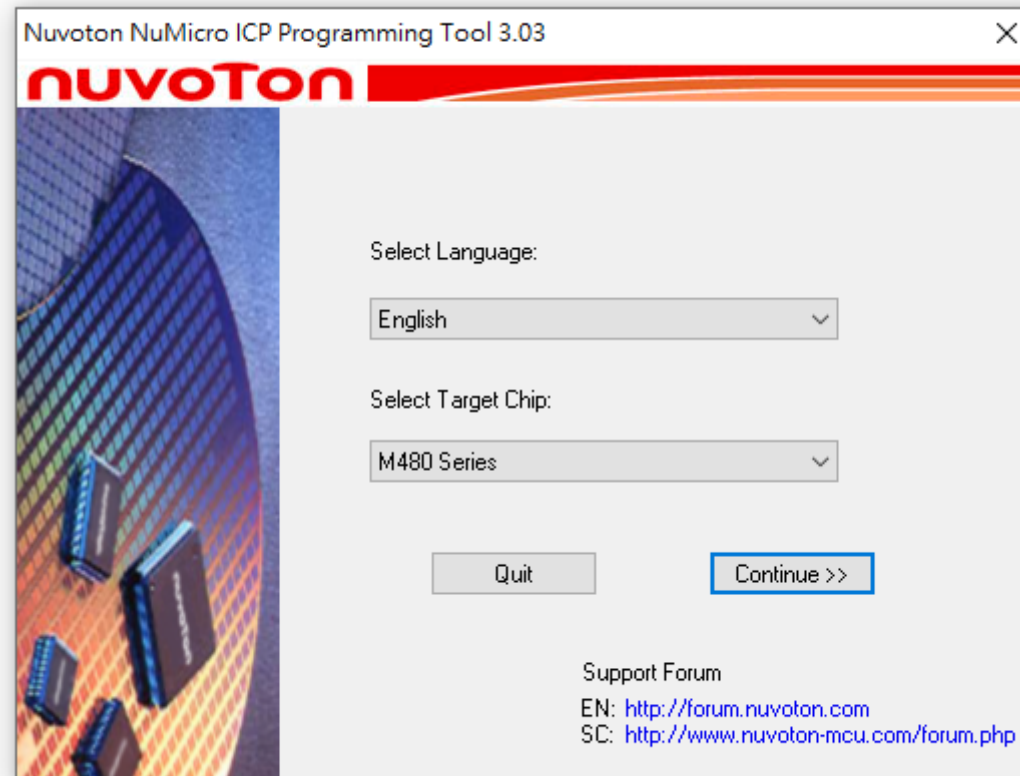 Nuvoton NuMicro ICP Programming Tool 3.03
nuvoTon
Select Language:
English
Select Target Chip:
M480 Series
Quit
Continue >>
nuvoTon
Support Forum
EN: http://forum.nuvoton.com
SC: http://www.nuvoton-mcu.com/forum.php